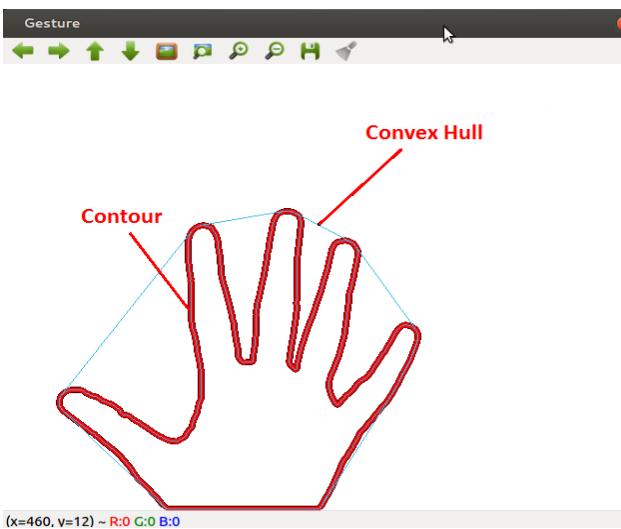 Gesture
Convex Hull
Contour
(x=460, y=12) ~ R:0 G:0 B:0